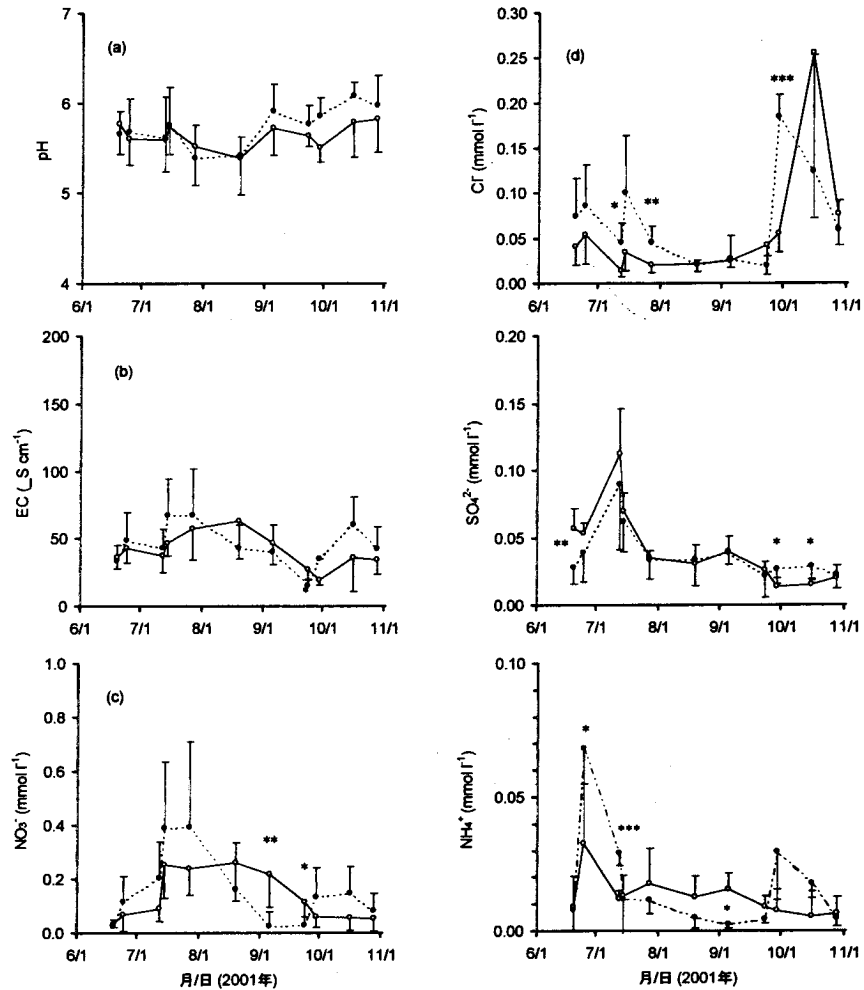 7
6
5
4
pH
(a)
6/1 7/1 8/1 9/1 10/1 11/1
200
150
100
50
0
EC (_S cm⁻¹)
(b)
6/1 7/1 8/1 9/1 10/1 11/1
1.0
0.8
0.6
0.4
0.2
0.0
NO₃⁻ (mmol l⁻¹)
(c)
**
*
6/1 7/1 8/1 9/1 10/1 11/1
月/日 (2001年)
0.30
0.25
0.20
0.15
0.10
0.05
0.00
Cl⁻ (mmol l⁻¹)
(d)
***
*
**
6/1 7/1 8/1 9/1 10/1 11/1
0.20
0.15
0.10
0.05
0.00
SO₄²⁻ (mmol l⁻¹)
**
*
*
6/1 7/1 8/1 9/1 10/1 11/1
0.10
0.05
0.00
NH₄⁺ (mmol l⁻¹)
*
***
*
6/1 7/1 8/1 9/1 10/1 11/1
月/日 (2001年)